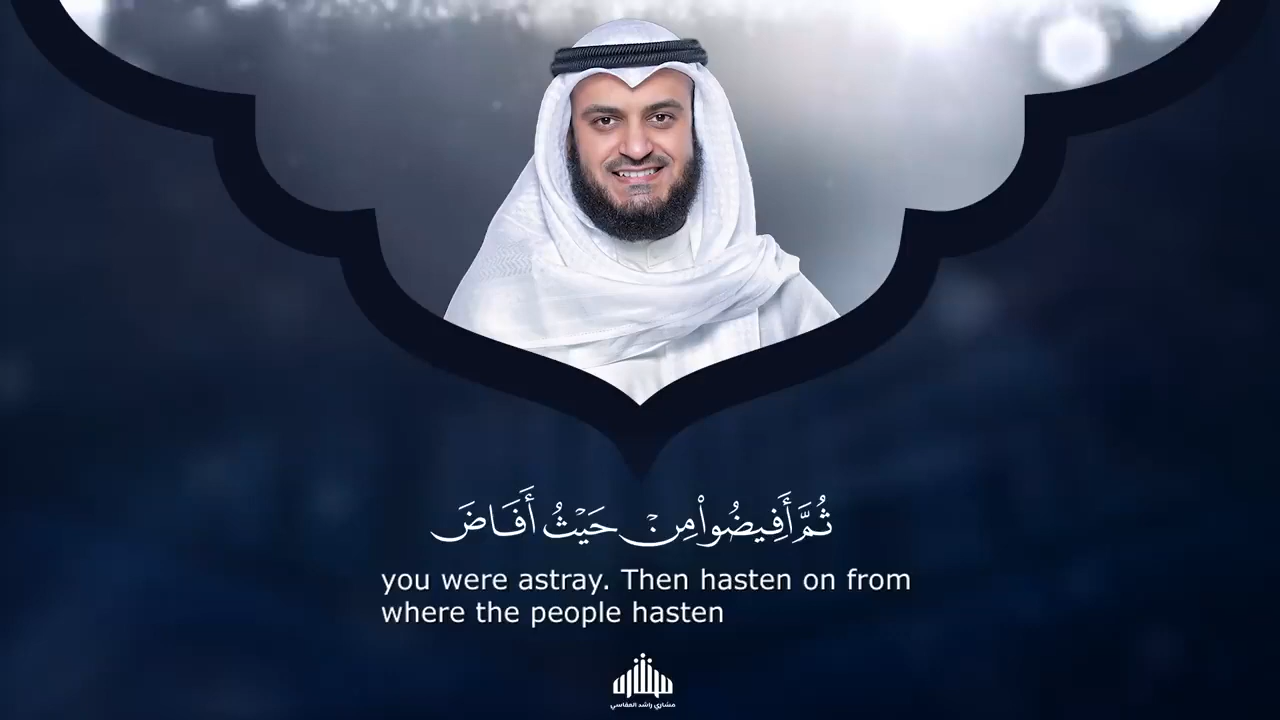 ثُمَّ أَفِيضُوا۟ مِنْ حَيْثُ أَفَاضَ
you were astray. Then hasten on from
where the people hasten
مشاري راشد العفاسي